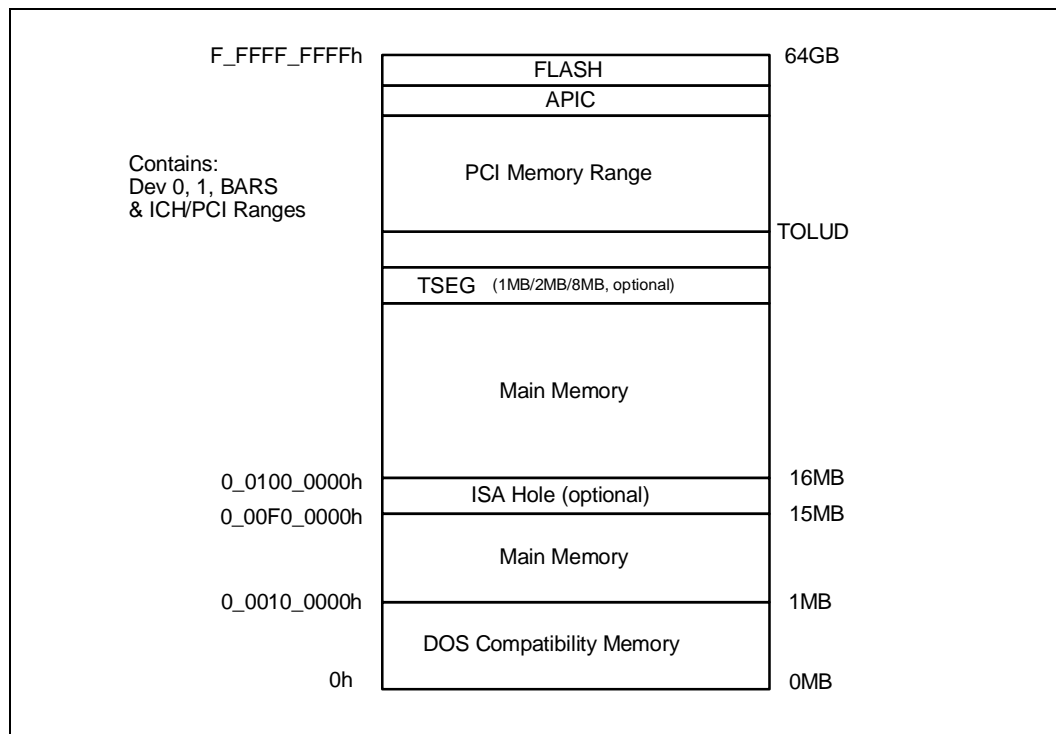 F_FFFF_FFFFh
64GB
FLASH
APIC
Contains:
Dev 0, 1, BARS
& ICH/PCI Ranges
PCI Memory Range
TOLUD
TSEG (1MB/2MB/8MB, optional)
Main Memory
0_0100_0000h
16MB
ISA Hole (optional)
0_00F0_0000h
15MB
Main Memory
0_0010_0000h
1MB
DOS Compatibility Memory
0h
0MB